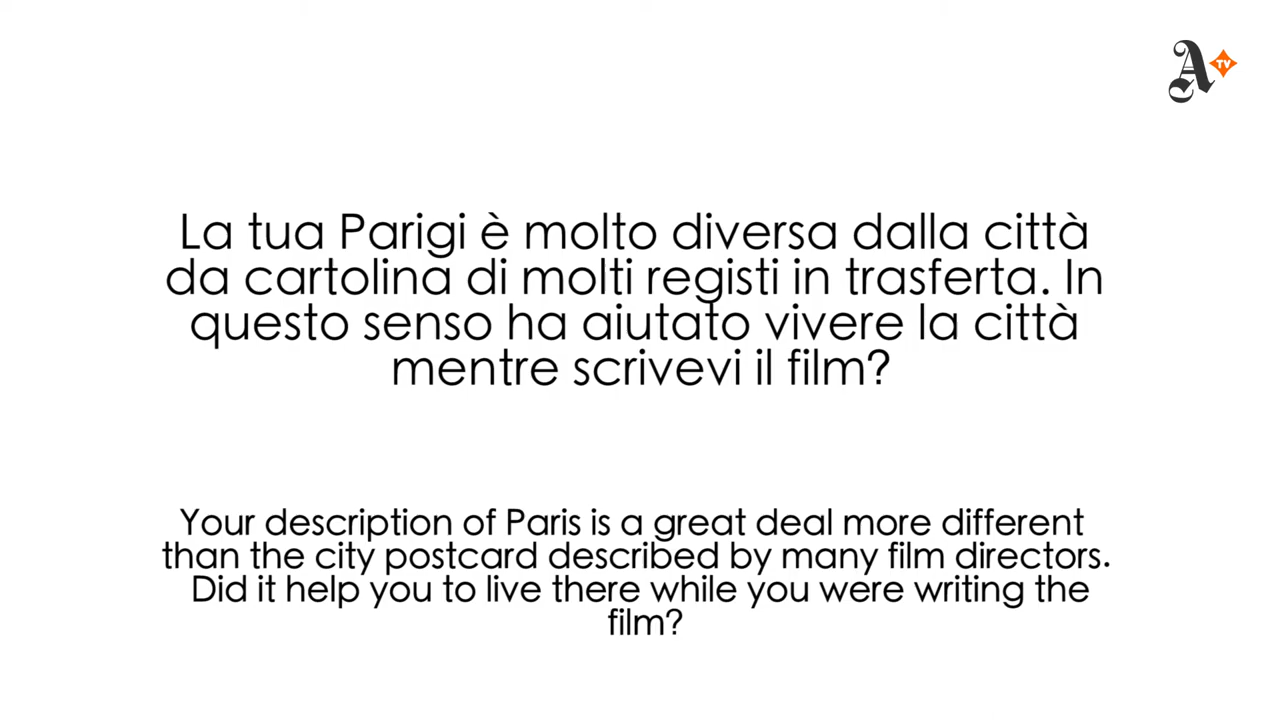 A TV
La tua Parigi è molto diversa dalla città
da cartolina di molti registi in trasferta. In
questo senso ha aiutato vivere la città
mentre scrivevi il film?
Your description of Paris is a great deal more different
than the city postcard described by many film directors.
Did it help you to live there while you were writing the
film?